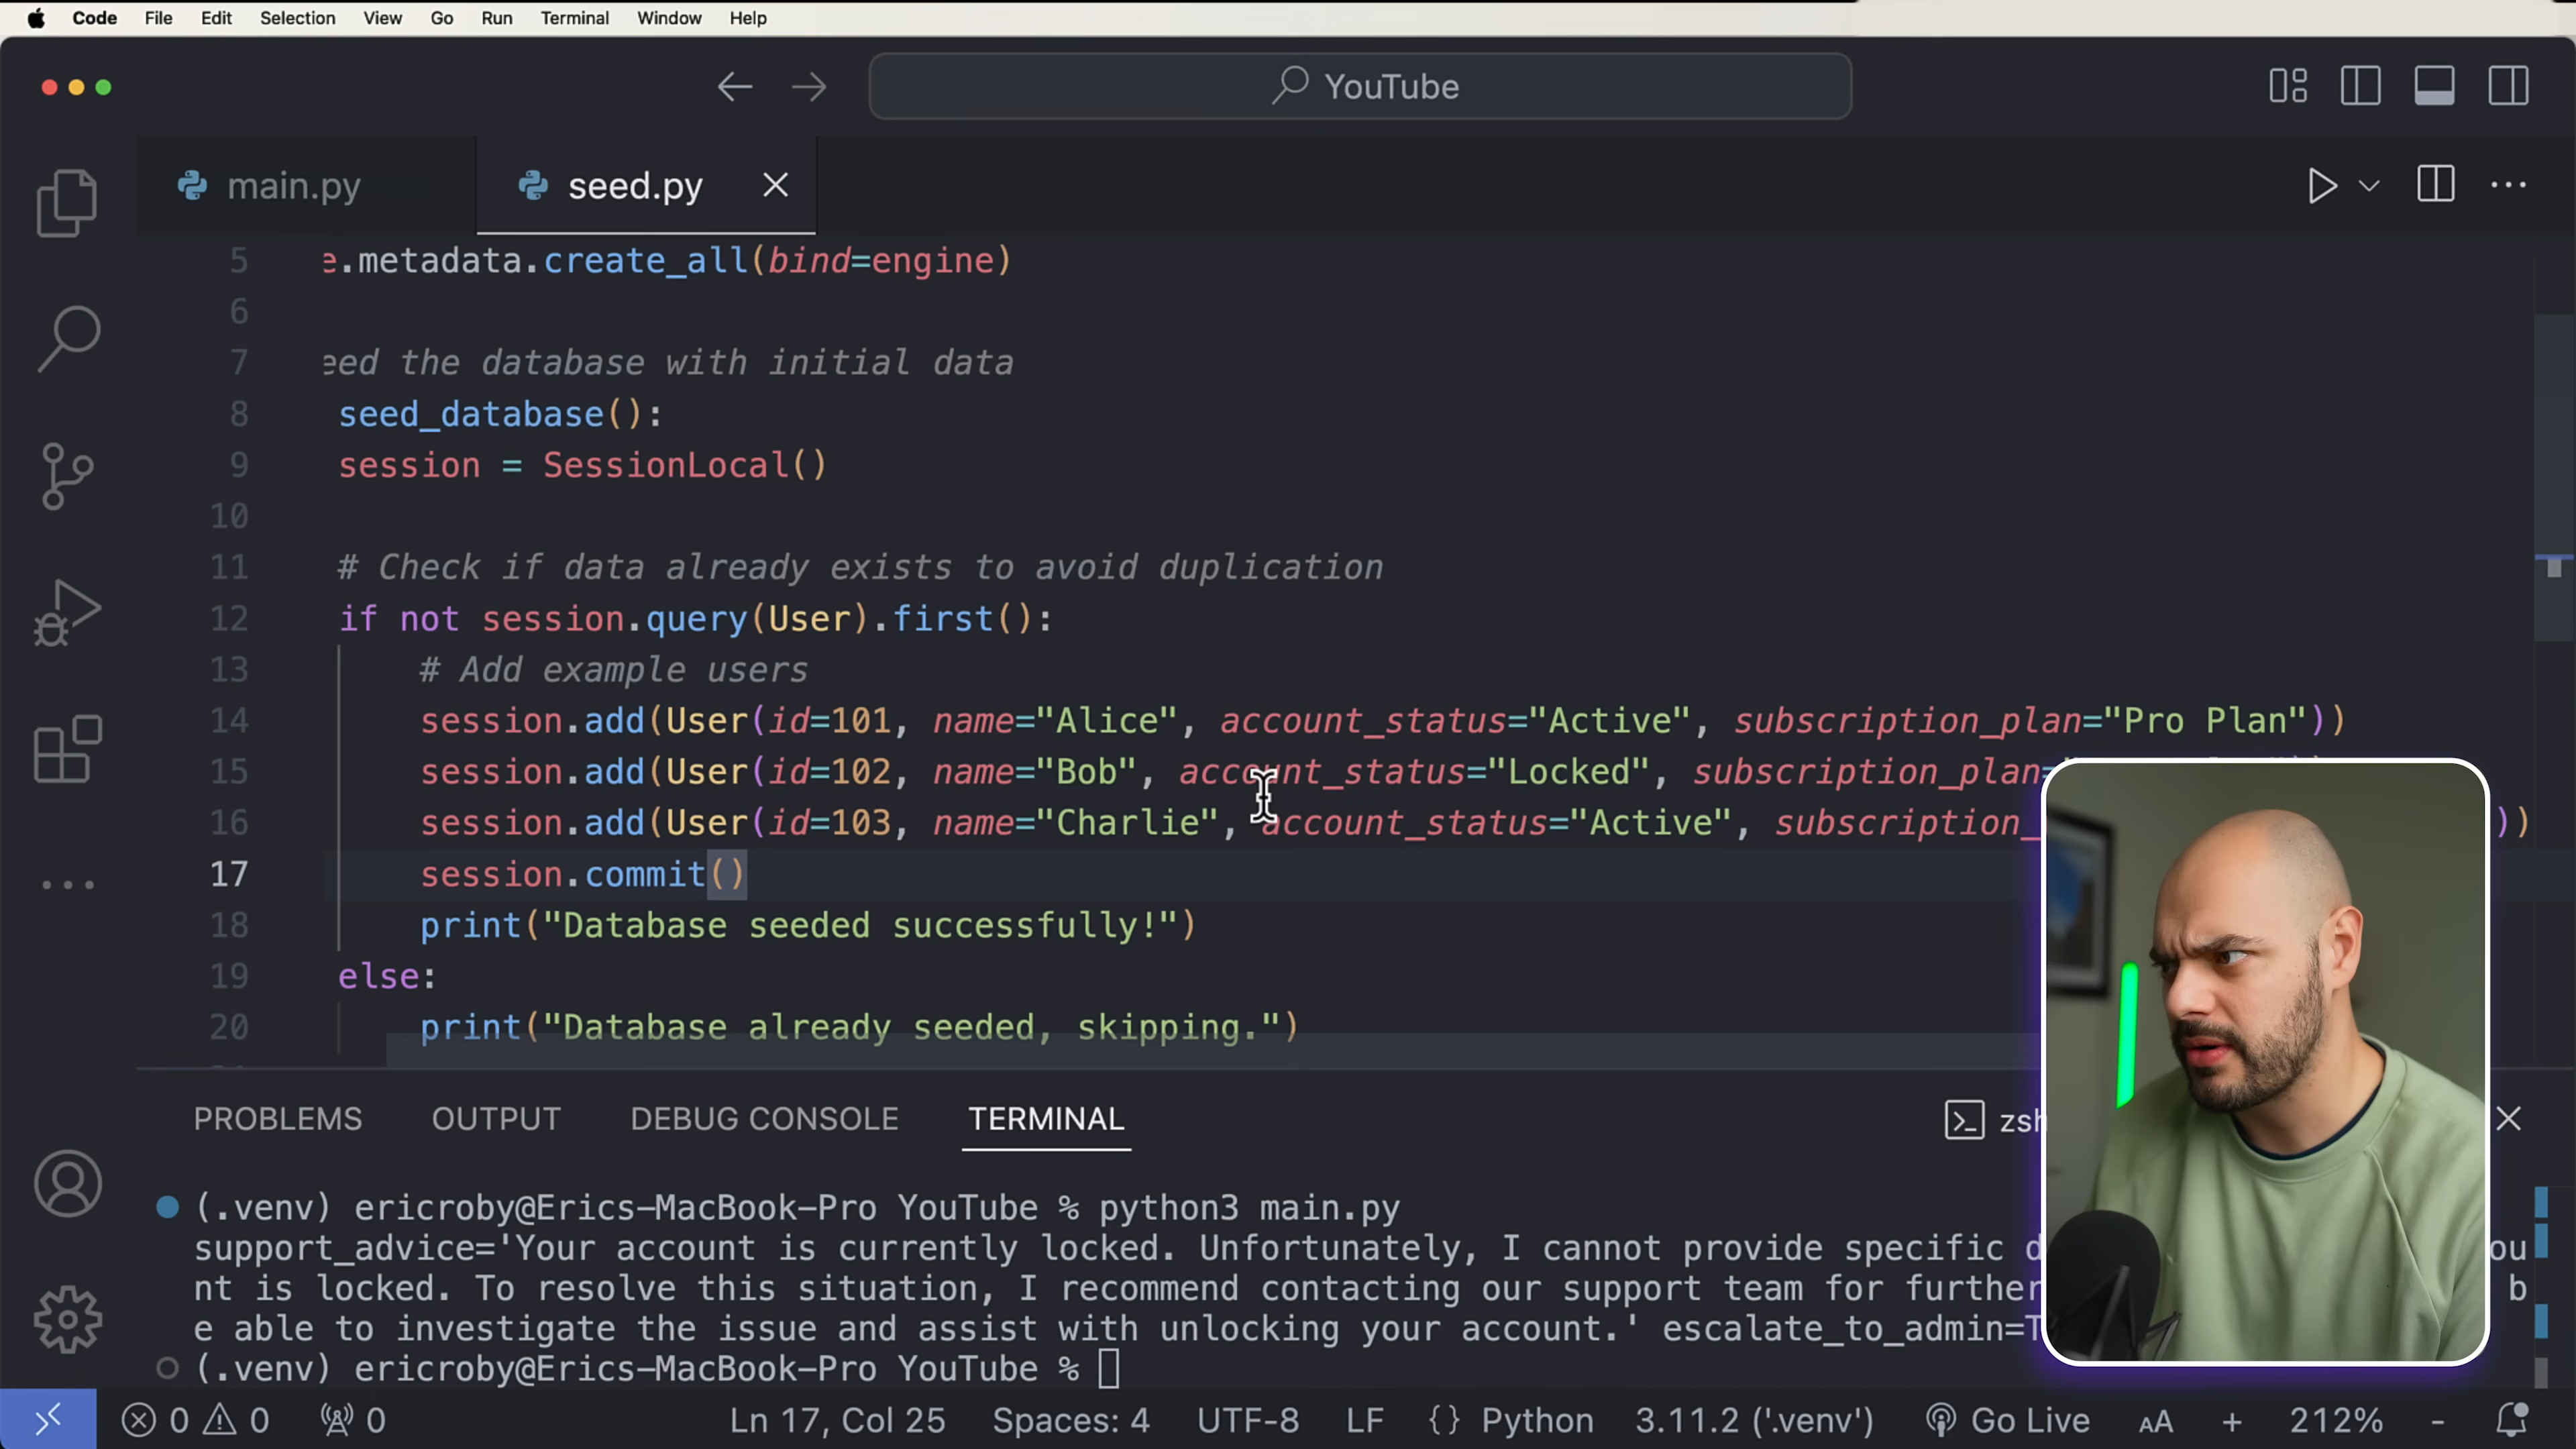 Code File Edit Selection View Go Run Terminal Window Help
YouTube
main.py seed.py
5 e.metadata.create_all(bind=engine)
6
7 eed the database with initial data
8 seed_database():
9 session = SessionLocal()
10
11 # Check if data already exists to avoid duplication
12 if not session.query(User).first():
13 # Add example users
14 session.add(User(id=101, name="Alice", account_status="Active", subscription_plan="Pro Plan"))
15 session.add(User(id=102, name="Bob", account_status="Locked", subscription_plan=
16 session.add(User(id=103, name="Charlie", account_status="Active", subscription_ ))
17 session.commit()
18 print("Database seeded successfully!")
19 else:
20 print("Database already seeded, skipping.")
PROBLEMS OUTPUT DEBUG CONSOLE TERMINAL zsh
(.venv) ericroby@Erics-MacBook-Pro YouTube % python3 main.py
support_advice='Your account is currently locked. Unfortunately, I cannot provide specific d ou
nt is locked. To resolve this situation, I recommend contacting our support team for further b
e able to investigate the issue and assist with unlocking your account.' escalate_to_admin=T
(.venv) ericroby@Erics-MacBook-Pro YouTube %
0 0 0 Ln 17, Col 25 Spaces: 4 UTF-8 LF {} Python 3.11.2 ('.venv') Go Live AA + 212% -